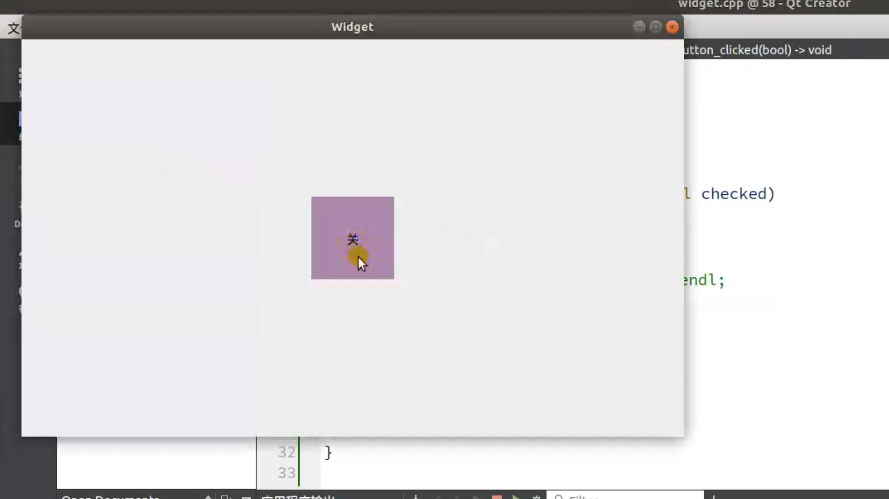 widget.cpp @ 58 - Qt Creator
Widget
文
utton_clicked(bool) -> void
checked)
关
endl;
32 }
33
Open Documents
应用程序输出
Filter